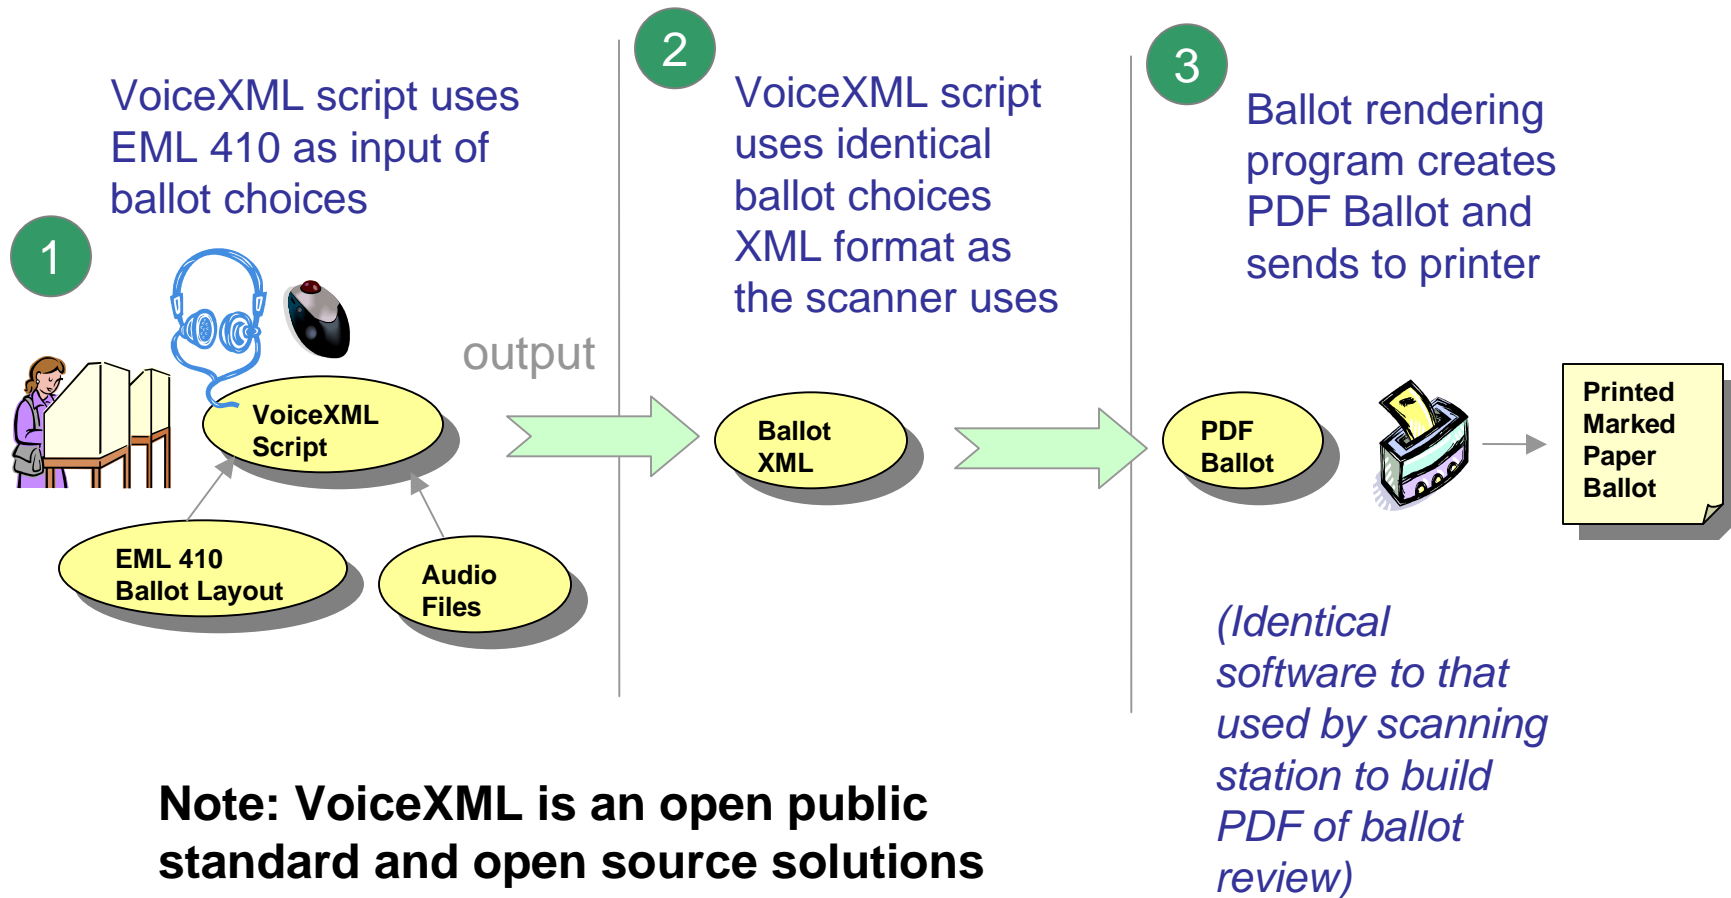 1
VoiceXML script uses
EML 410 as input of
ballot choices
output
VoiceXML
Script
EML 410
Ballot Layout
Audio
Files
2
VoiceXML script
uses identical
ballot choices
XML format as
the scanner uses
Ballot
XML
3
Ballot rendering
program creates
PDF Ballot and
sends to printer
PDF
Ballot
Printed
Marked
Paper
Ballot
(Identical
software to that
used by scanning
station to build
PDF of ballot
review)
Note: VoiceXML is an open public
standard and open source solutions